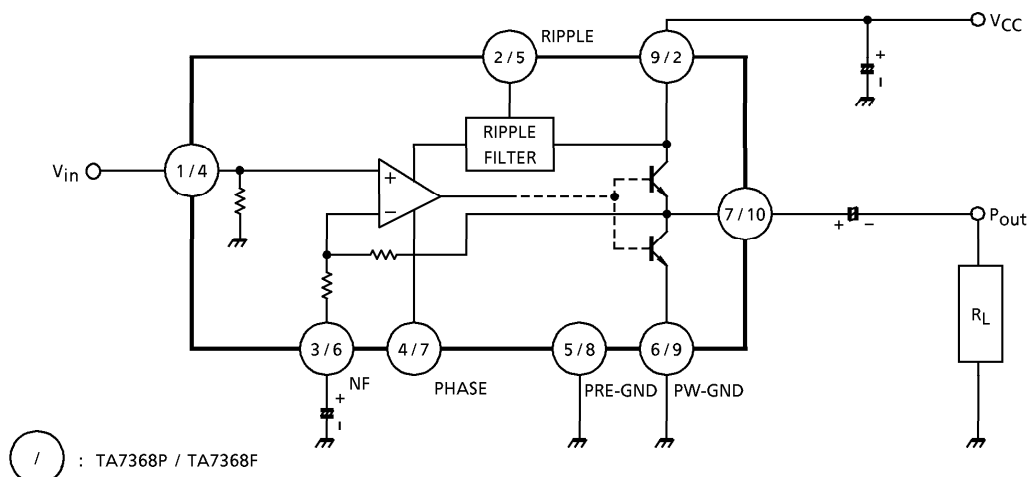 RIPPLE
VCC
2/5
9/2
+
RIPPLE
FILTER
Vin
1/4
+
−
7/10
+ −
Pout
RL
3/6
4/7
5/8
6/9
NF
PHASE
PRE-GND
PW-GND
+
/ : TA7368P / TA7368F